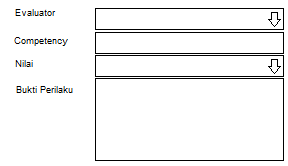 Evaluator
Competency
Nilai
Bukti Perilaku